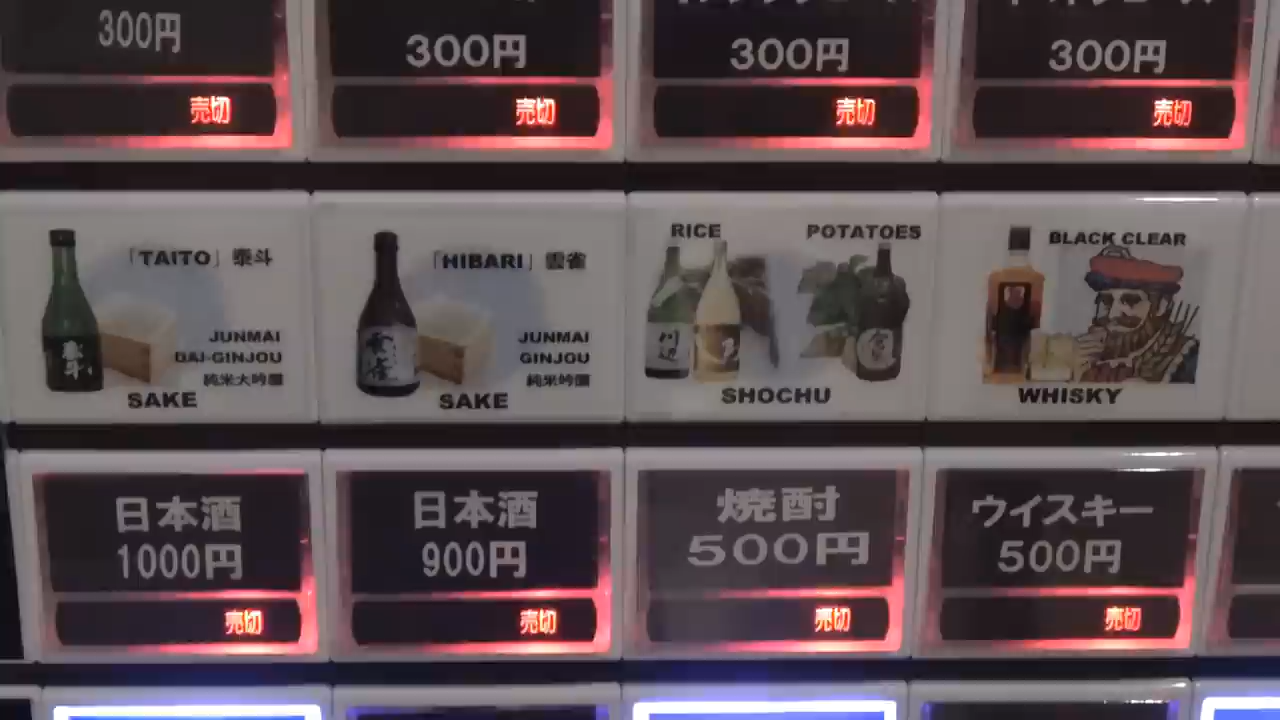 300円
300円
300円
300円
売切
売切
売切
売切
「TAITO」泰斗
JUNMAI
DAI-GINJOU
純米大吟醸
SAKE
「HIBARI」雲雀
JUNMAI
GINJOU
純米吟醸
SAKE
RICE
POTATOES
SHOCHU
BLACK CLEAR
WHISKY
日本酒
1000円
売切
日本酒
900円
売切
焼酎
500円
売切
ウイスキー
500円
売切